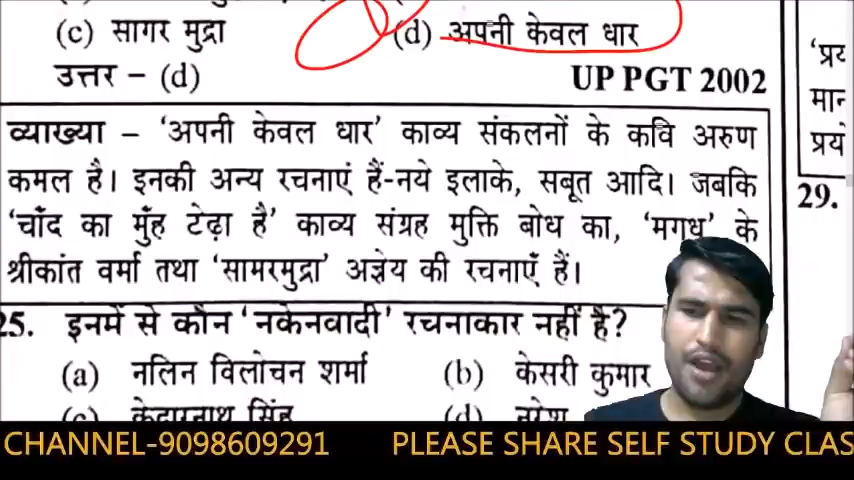 (c) सागर मुद्रा
(d) अपनी केवल धार
उत्तर – (d)
UP PGT 2002
व्याख्या – 'अपनी केवल धार' काव्य संकलनों के कवि अरुण
कमल है। इनकी अन्य रचनाएं हैं-नये इलाके, सबूत आदि। जबकि
'चाँद का मुँह टेढ़ा है' काव्य संग्रह मुक्ति बोध का, 'मगध' के
श्रीकांत वर्मा तथा 'सामरमुद्रा' अज्ञेय की रचनाएँ हैं।
25. इनमें से कौन 'नकेनवादी' रचनाकार नहीं है?
(a) नलिन विलोचन शर्मा
(b) केसरी कुमार
(c) केदारनाथ सिंह
(d) नरेश
29.
CHANNEL-9098609291 PLEASE SHARE SELF STUDY CLAS